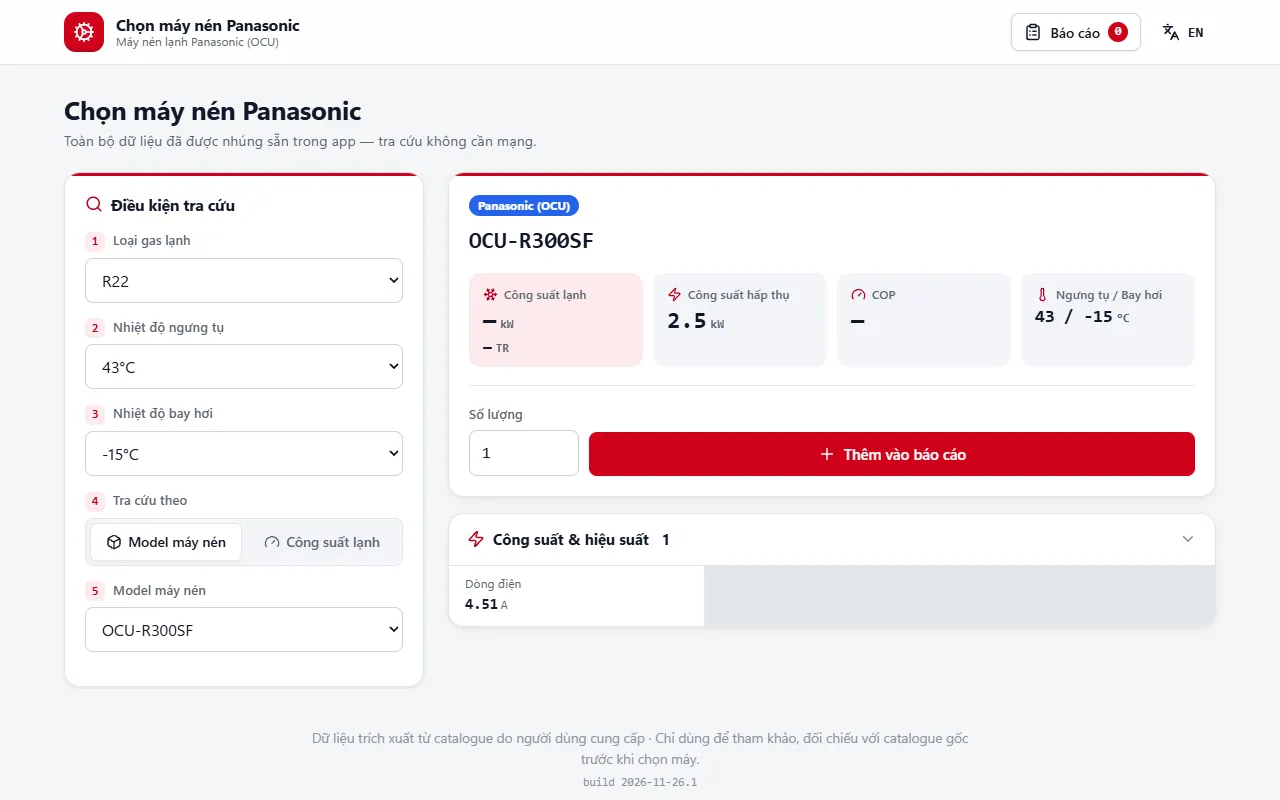 Chọn máy nén Panasonic
Máy nén lạnh Panasonic (OCU)
Báo cáo 0
EN
Chọn máy nén Panasonic
Toàn bộ dữ liệu đã được nhúng sẵn trong app — tra cứu không cần mạng.
Điều kiện tra cứu
1 Loại gas lạnh
R22
2 Nhiệt độ ngưng tụ
43°C
3 Nhiệt độ bay hơi
-15°C
4 Tra cứu theo
Model máy nén
Công suất lạnh
5 Model máy nén
OCU-R300SF
Panasonic (OCU)
OCU-R300SF
Công suất lạnh
— kW
— TR
Công suất hấp thụ
2.5 kW
COP
—
Ngưng tụ / Bay hơi
43 / -15 °C
Số lượng
1
Thêm vào báo cáo
Công suất & hiệu suất 1
Dòng điện
4.51 A
Dữ liệu trích xuất từ catalogue do người dùng cung cấp · Chỉ dùng để tham khảo, đối chiếu với catalogue gốc
trước khi chọn máy.
build 2026-11-26.1